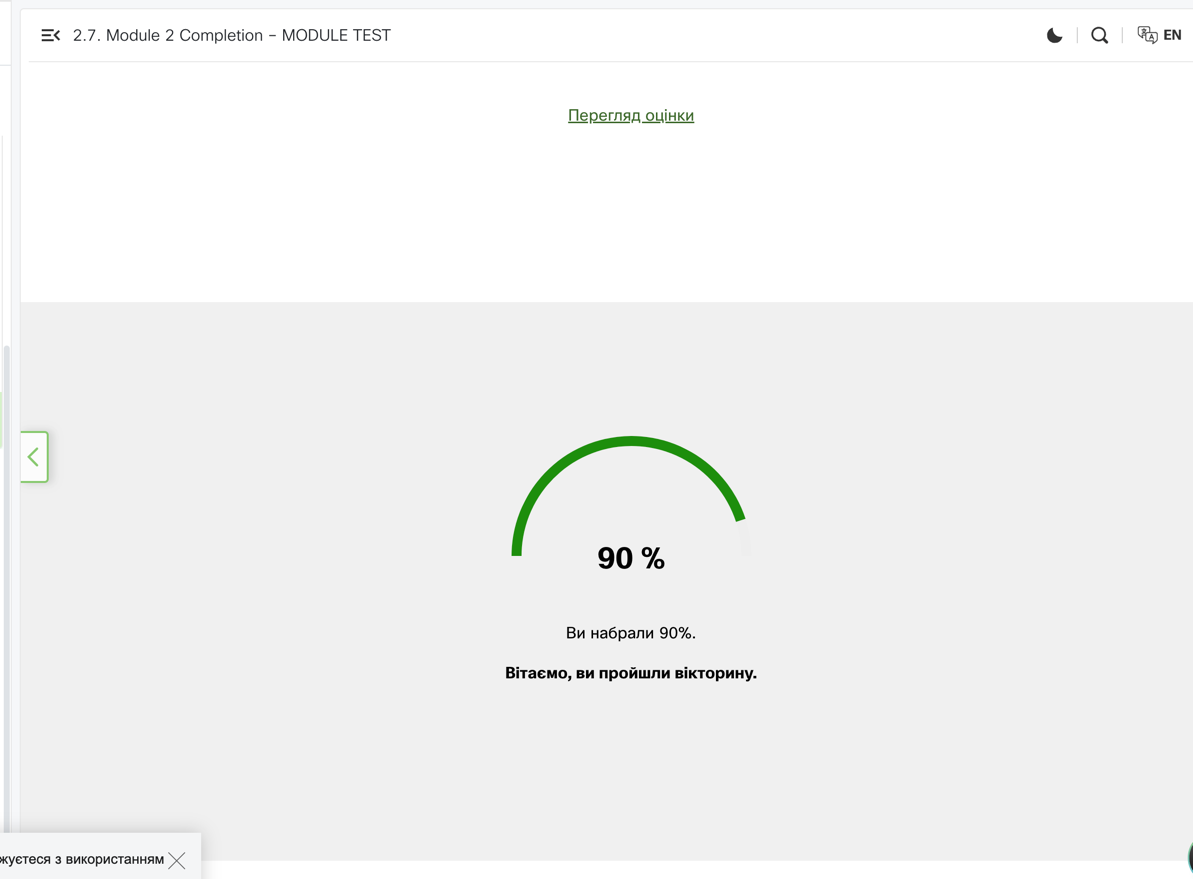 2.7. Module 2 Completion – MODULE TEST
EN
Перегляд оцінки
90 %
Ви набрали 90%.
Вітаємо, ви пройшли вікторину.
з використанням